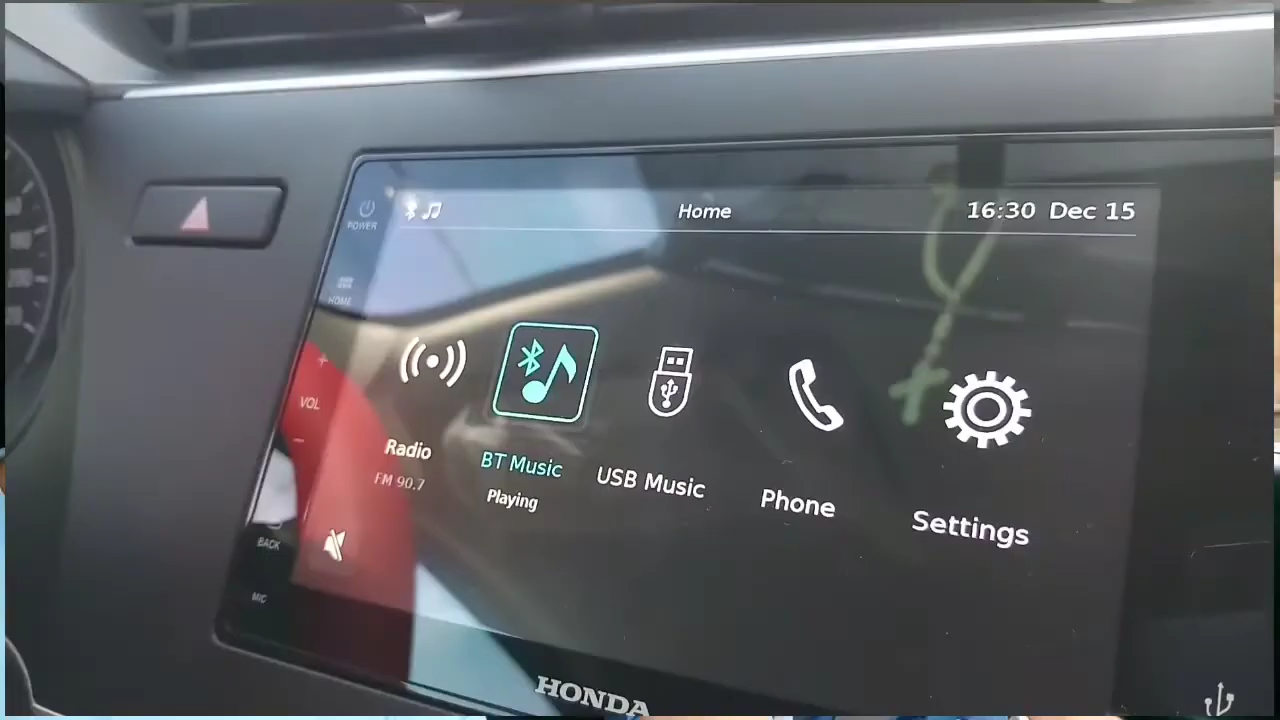 Home
16:30 Dec 15
POWER
HOME
VOL
Radio
FM 90.7
BT Music
Playing
USB Music
Phone
Settings
BACK
MIC
HONDA